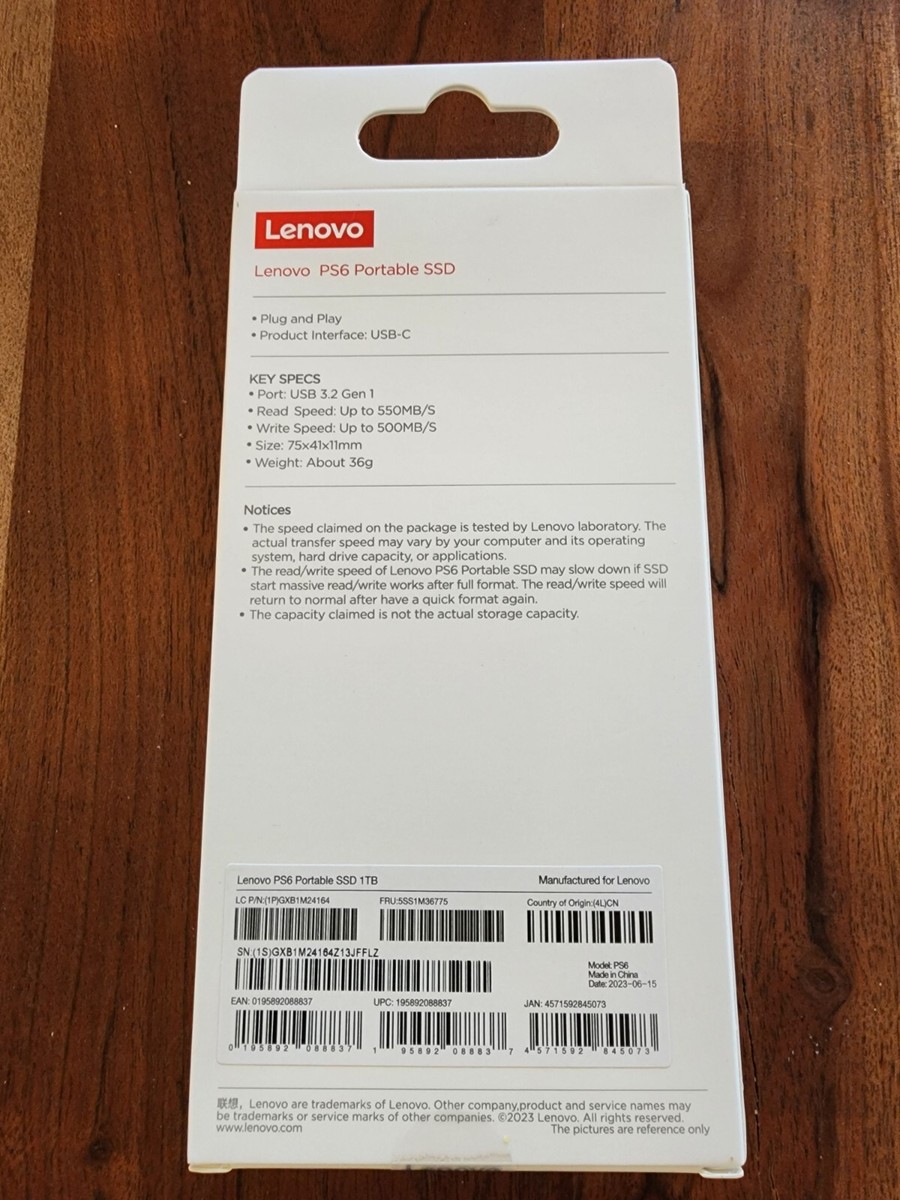 Lenovo
Lenovo PS6 Portable SSD
• Plug and Play
• Product Interface: USB-C
KEY SPECS
• Port: USB 3.2 Gen 1
• Read Speed: Up to 550MB/S
• Write Speed: Up to 500MB/S
• Size: 75x41x11mm
• Weight: About 36g
Notices
• The speed claimed on the package is tested by Lenovo laboratory. The
actual transfer speed may vary by your computer and its operating
system, hard drive capacity, or applications.
• The read/write speed of Lenovo PS6 Portable SSD may slow down if SSD
start massive read/write works after full format. The read/write speed will
return to normal after have a quick format again.
• The capacity claimed is not the actual storage capacity.
Lenovo PS6 Portable SSD 1TB Manufactured for Lenovo
LC P/N:(1P)GXB1M24164 FRU:5SS1M36775 Country of Origin:(4L)CN
SN:(1S)GXB1M24164Z13JFFLZ
Model: PS6
Made in China
Date: 2023-06-15
EAN: 0195892088837 UPC: 195892088837 JAN: 4571592845073
0 195892 088837 1 95892 08883 7 4 571592 845073
联想, Lenovo are trademarks of Lenovo. Other company,product and service names may
be trademarks or service marks of other companies. ©2023 Lenovo. All rights reserved.
www.lenovo.com The pictures are reference only
Lenovo